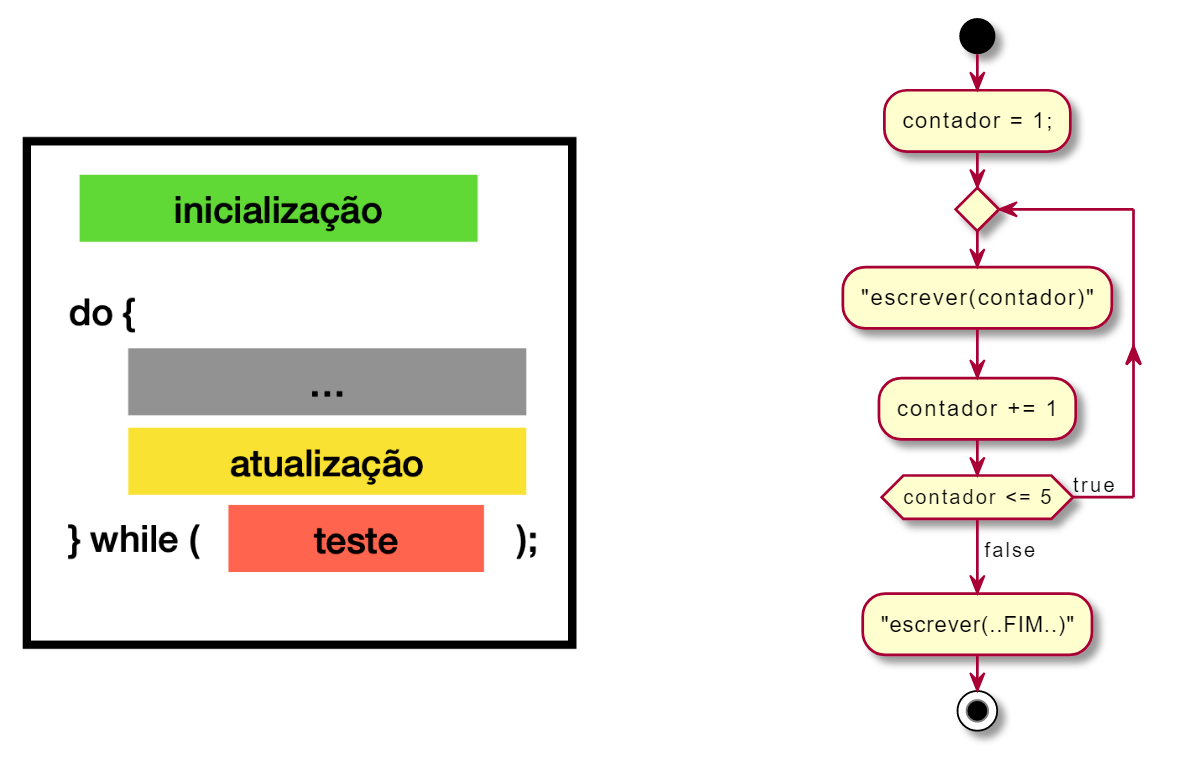 inicialização
do {
...
atualização
} while ( teste );
contador = 1;
"escrever(contador)"
contador += 1
contador <= 5
true
false
"escrever(..FIM..)"